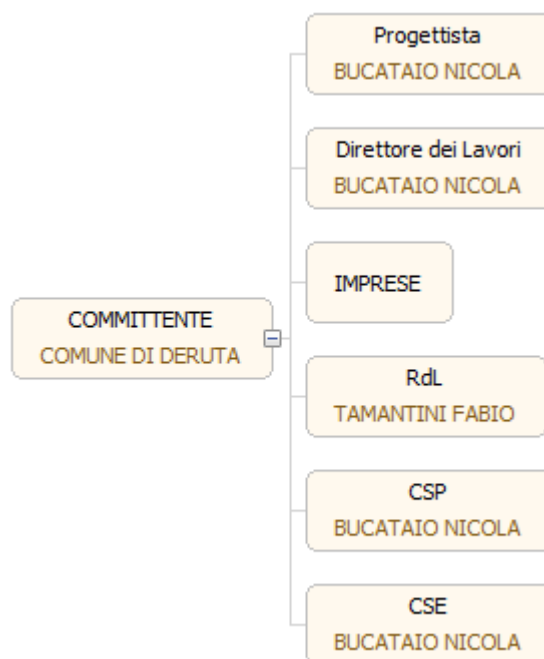 Progettista
BUCATAIO NICOLA
Direttore dei Lavori
BUCATAIO NICOLA
IMPRESE
COMMITTENTE
COMUNE DI DERUTA
RdL
TAMANTINI FABIO
CSP
BUCATAIO NICOLA
CSE
BUCATAIO NICOLA